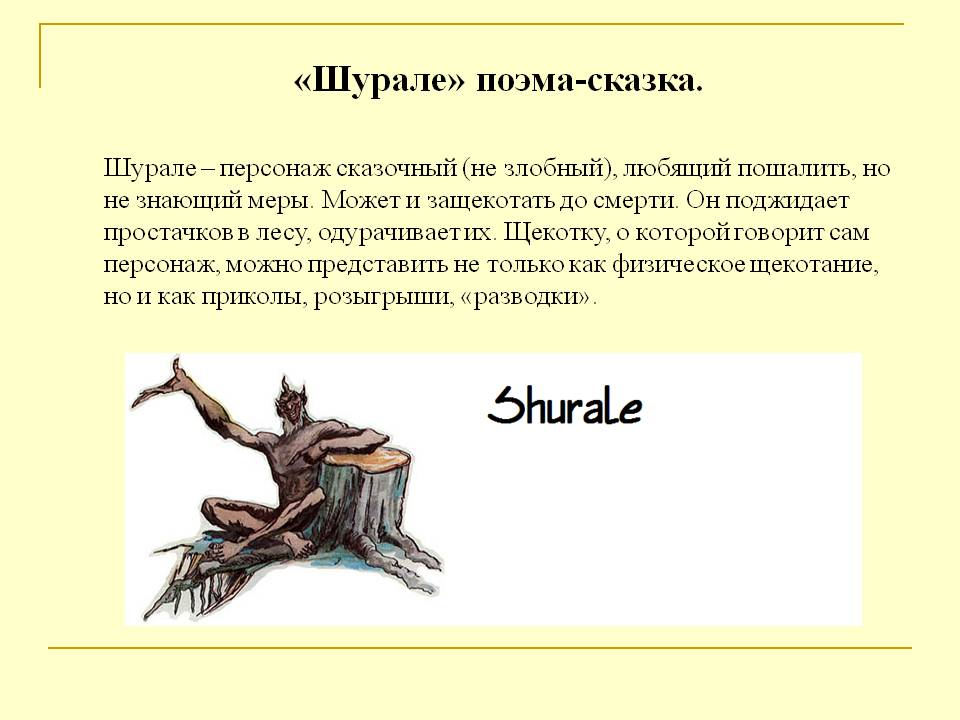 «Шурале» поэма-сказка.
Шурале – персонаж сказочный (не злобный), любящий пошалить, но
не знающий меры. Может и защекотать до смерти. Он поджидает
простачков в лесу, одурачивает их. Щекотку, о которой говорит сам
персонаж, можно представить не только как физическое щекотание,
но и как приколы, розыгрыши, «разводки».
Shurale